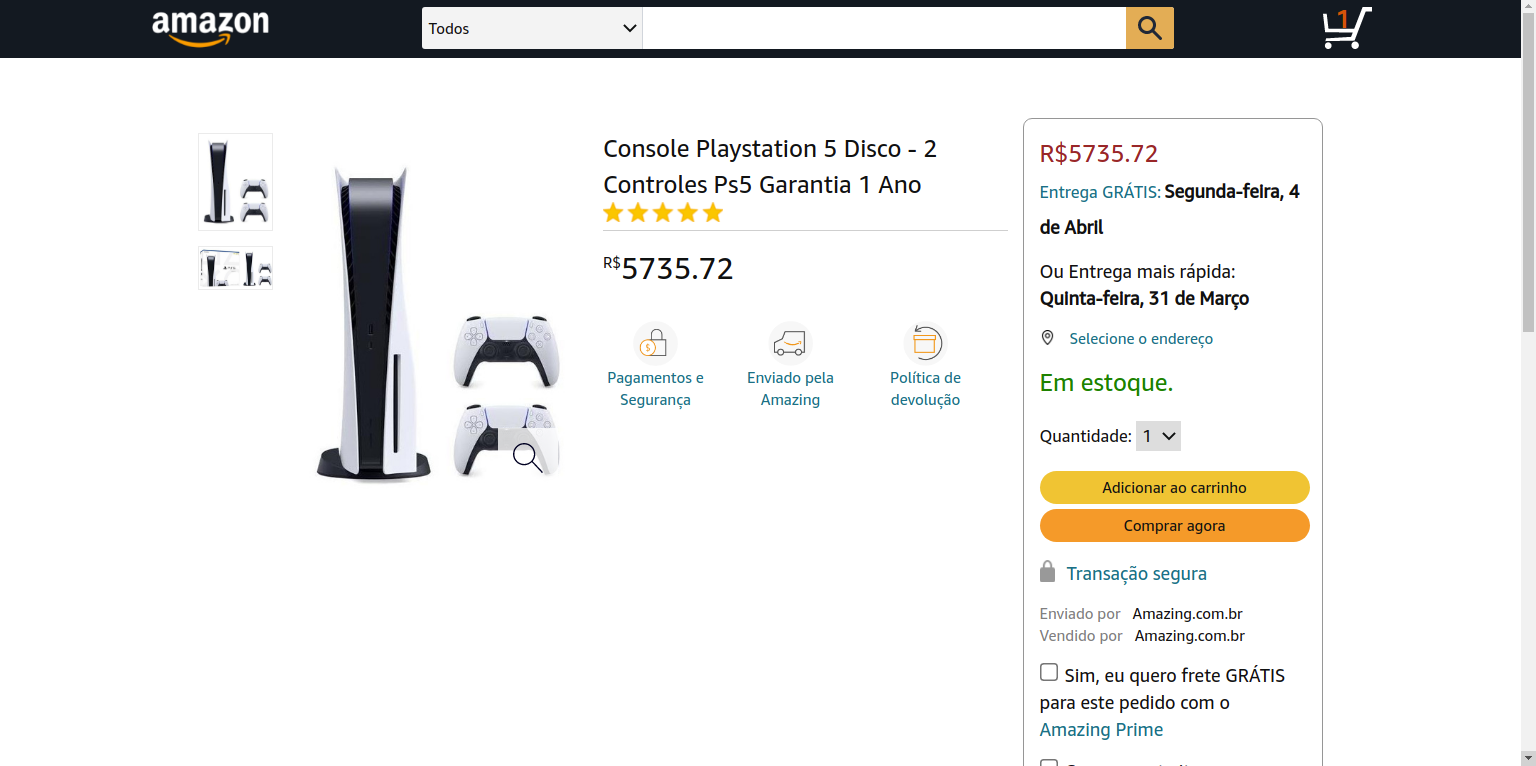 amazon
Todos
1
Console Playstation 5 Disco - 2
Controles Ps5 Garantia 1 Ano
R$5735.72
Pagamentos e
Segurança
Enviado pela
Amazing
Política de
devolução
R$5735.72
Entrega GRÁTIS: Segunda-feira, 4
de Abril
Ou Entrega mais rápida:
Quinta-feira, 31 de Março
Selecione o endereço
Em estoque.
Quantidade: 1
Adicionar ao carrinho
Comprar agora
Transação segura
Enviado por Amazing.com.br
Vendido por Amazing.com.br
Sim, eu quero frete GRÁTIS
para este pedido com o
Amazing Prime